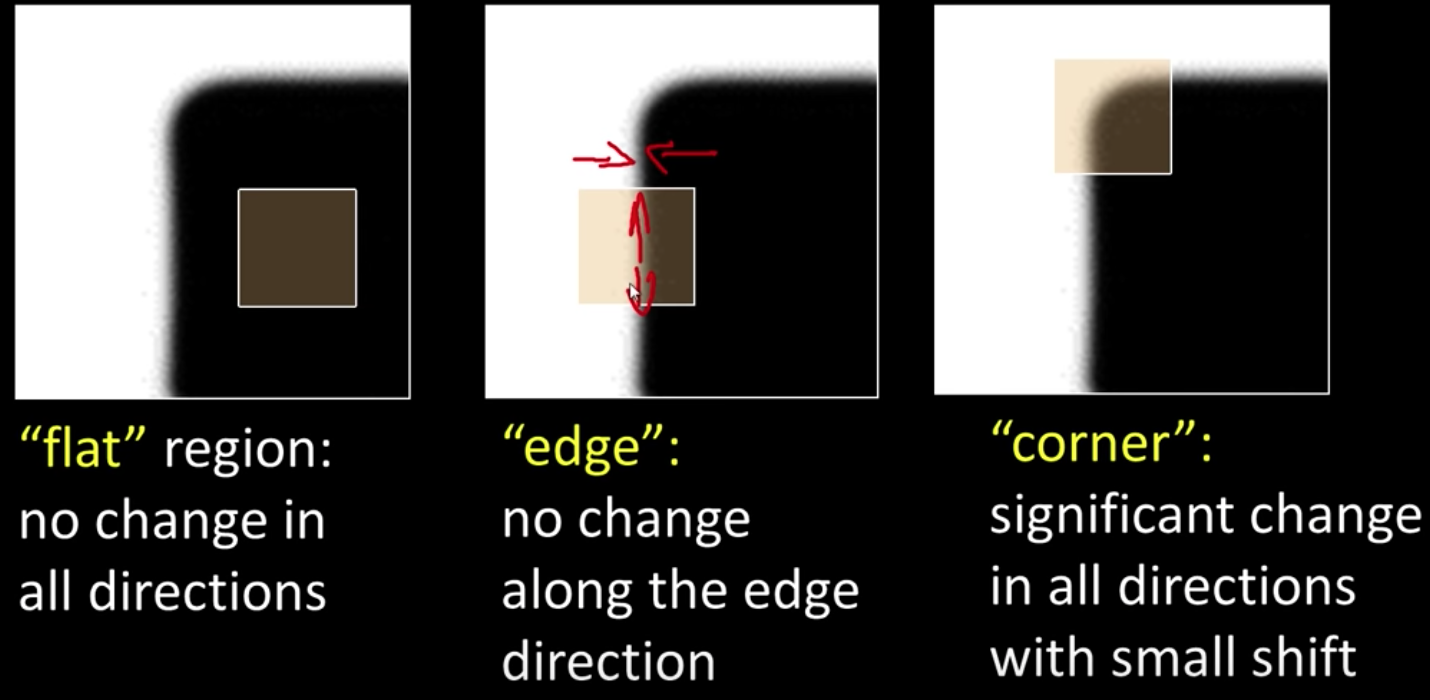 “flat” region:
no change in
all directions
“edge”:
no change
along the edge
direction
“corner”:
significant change
in all directions
with small shift